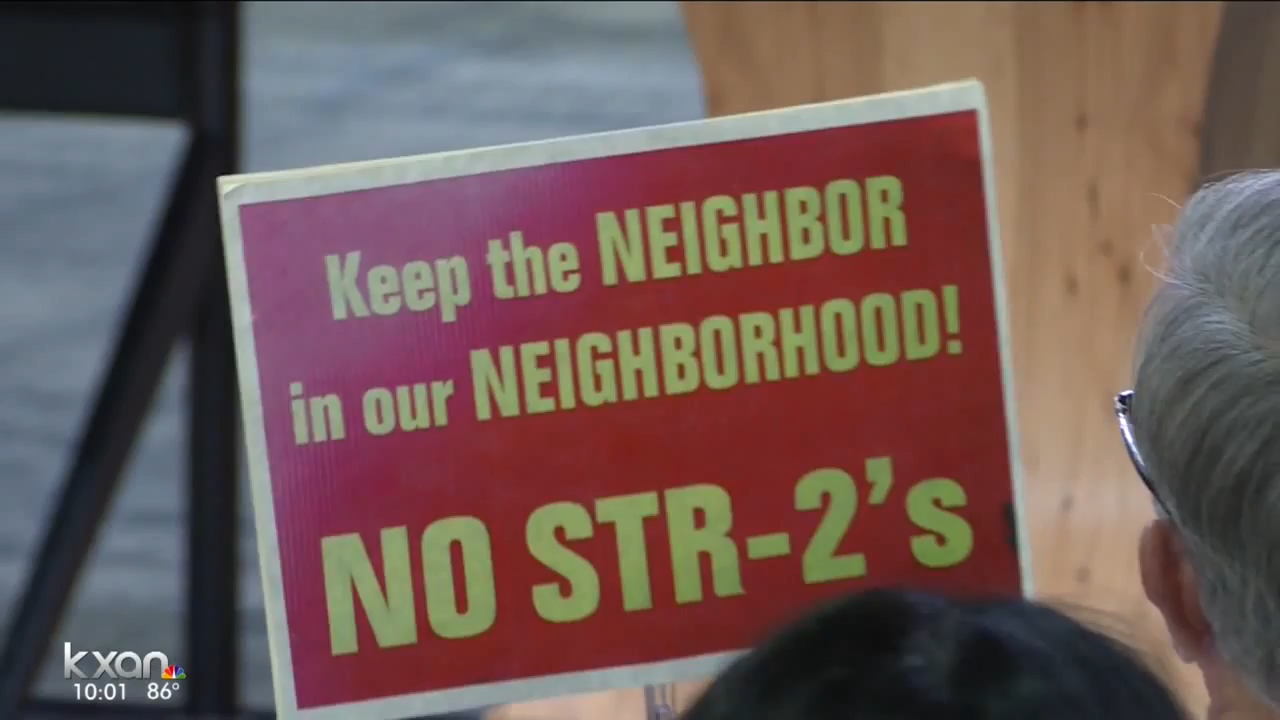 Keep the NEIGHBOR
in our NEIGHBORHOOD!
NO STR-2's
kxan
10:01 86°